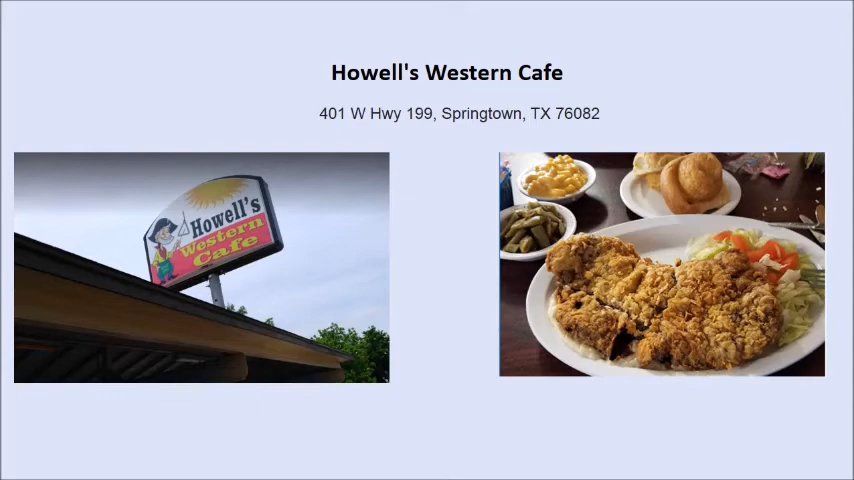 Howell's Western Cafe
401 W Hwy 199, Springtown, TX 76082
Howell's
Western
Cafe